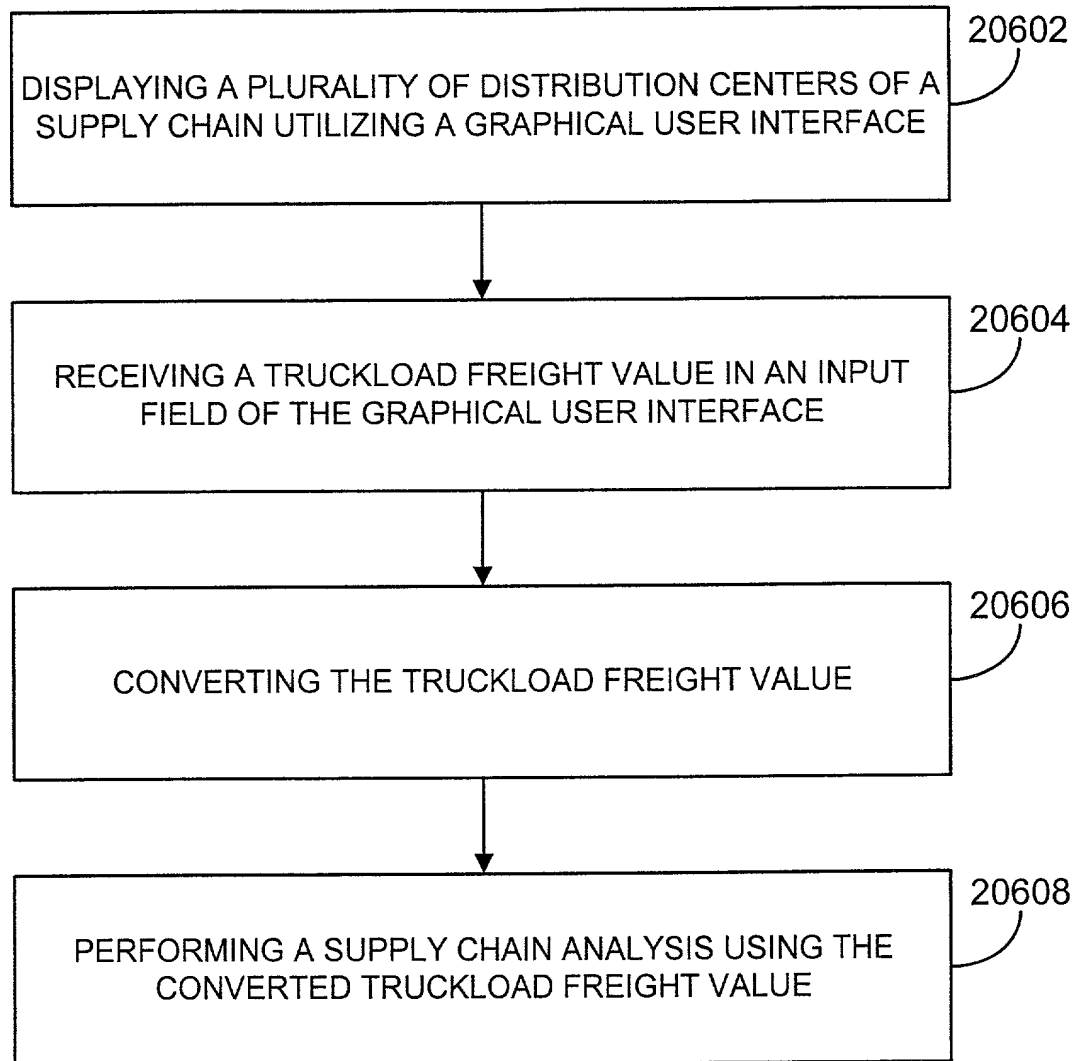 20602
DISPLAYING A PLURALITY OF DISTRIBUTION CENTERS OF A
SUPPLY CHAIN UTILIZING A GRAPHICAL USER INTERFACE
20604
RECEIVING A TRUCKLOAD FREIGHT VALUE IN AN INPUT
FIELD OF THE GRAPHICAL USER INTERFACE
20606
CONVERTING THE TRUCKLOAD FREIGHT VALUE
20608
PERFORMING A SUPPLY CHAIN ANALYSIS USING THE
CONVERTED TRUCKLOAD FREIGHT VALUE